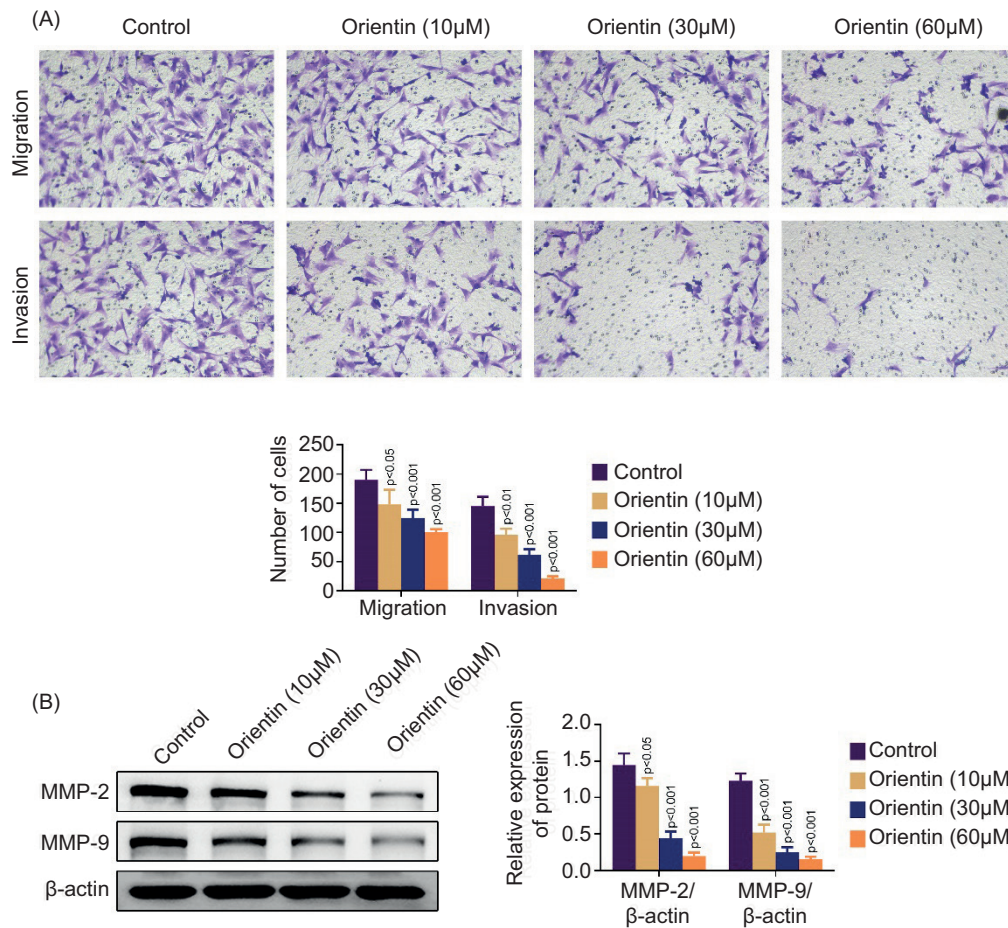 (A)
Control
Orientin (10µM)
Orientin (30µM)
Orientin (60µM)
Migration
Invasion
Number of cells
250
200
150
100
50
0
p<0.05
p<0.001
p<0.001
p<0.01
p<0.001
p<0.001
Migration
Invasion
Control
Orientin (10µM)
Orientin (30µM)
Orientin (60µM)
(B)
Control
Orientin (10µM)
Orientin (30µM)
Orientin (60µM)
MMP-2
MMP-9
β-actin
Relative expression
of protein
2.0
1.5
1.0
0.5
0.0
p<0.05
p<0.001
p<0.001
p<0.001
p<0.001
p<0.001
MMP-2/
β-actin
MMP-9/
β-actin
Control
Orientin (10µM)
Orientin (30µM)
Orientin (60µM)